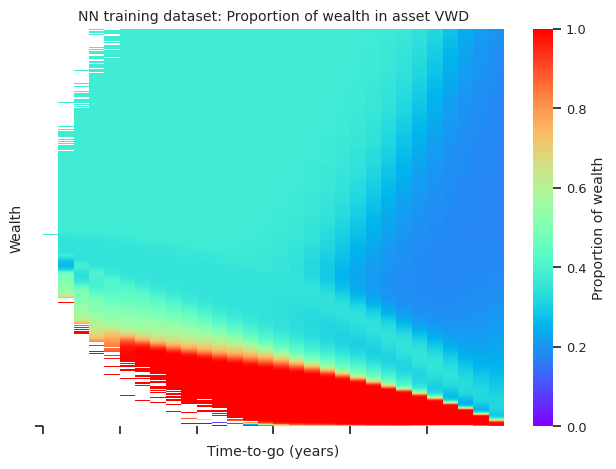 NN training dataset: Proportion of wealth in asset VWD
Wealth
Time-to-go (years)
1.0
0.8
0.6
0.4
0.2
0.0
Proportion of wealth